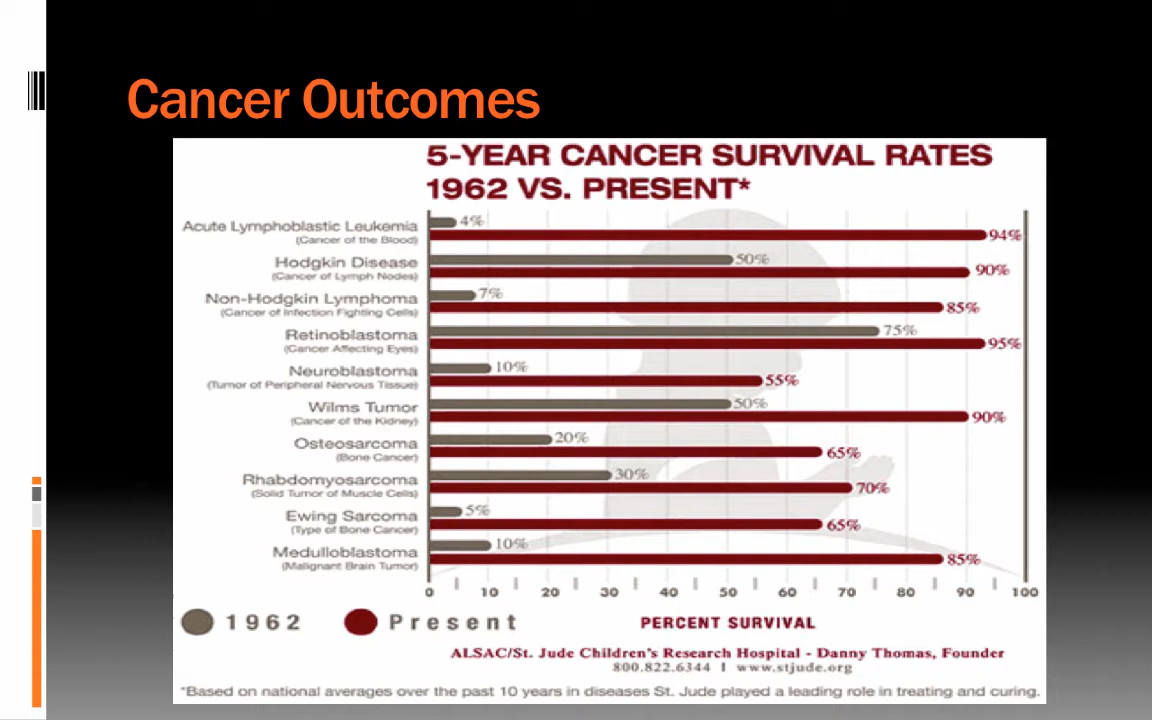 Cancer Outcomes
5-YEAR CANCER SURVIVAL RATES
1962 VS. PRESENT*
Acute Lymphoblastic Leukemia
(Cancer of the Blood)
4%
94%
Hodgkin Disease
(Cancer of Lymph Nodes)
50%
90%
Non-Hodgkin Lymphoma
(Cancer of Infection Fighting Cells)
7%
85%
Retinoblastoma
(Cancer Affecting Eyes)
75%
95%
Neuroblastoma
(Tumor of Peripheral Nervous Tissue)
10%
55%
Wilms Tumor
(Cancer of the Kidney)
50%
90%
Osteosarcoma
(Bone Cancer)
20%
65%
Rhabdomyosarcoma
(Solid Tumor of Muscle Cells)
30%
70%
Ewing Sarcoma
(Type of Bone Cancer)
5%
65%
Medulloblastoma
(Malignant Brain Tumor)
10%
85%
0 10 20 30 40 50 60 70 80 90 100
1962 Present
PERCENT SURVIVAL
ALSAC/St. Jude Children's Research Hospital - Danny Thomas, Founder
800.822.6344 I www.stjude.org
*Based on national averages over the past 10 years in diseases St. Jude played a leading role in treating and curing.